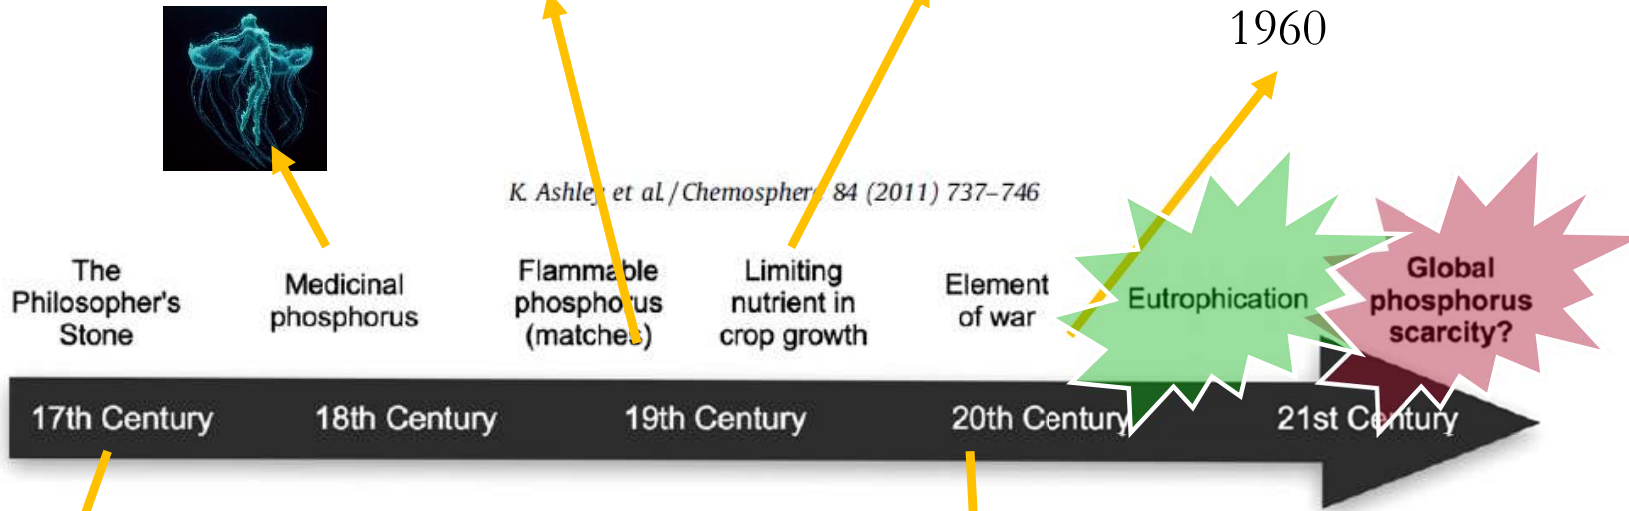 1960
K. Ashley et al. / Chemosphere 84 (2011) 737–746
The
Philosopher's
Stone
Medicinal
phosphorus
Flammable
phosphorus
(matches)
Limiting
nutrient in
crop growth
Element
of war
Eutrophication
Global
phosphorus
scarcity?
17th Century
18th Century
19th Century
20th Century
21st Century